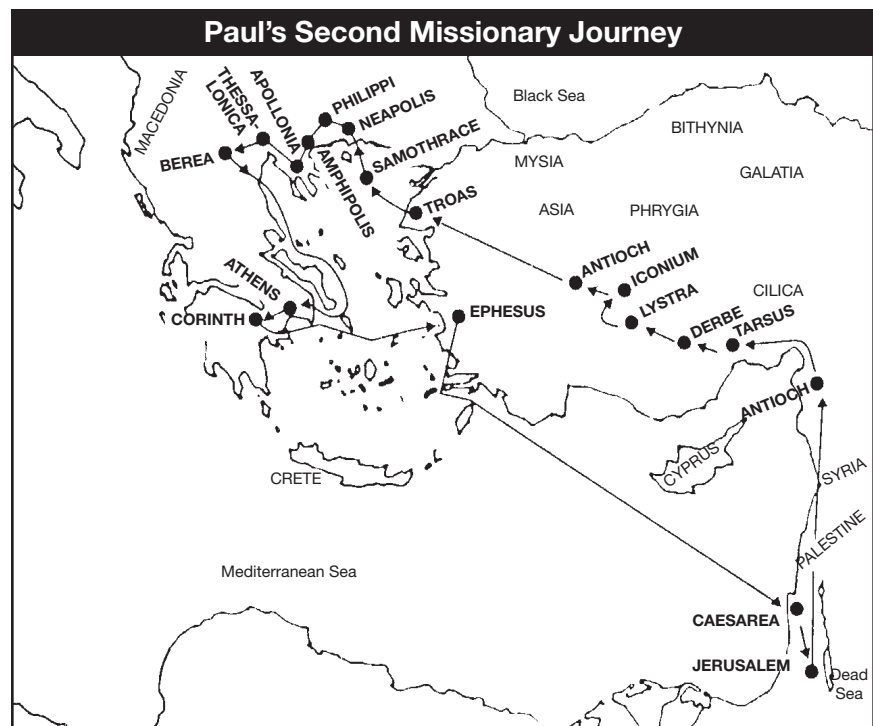 Paul's Second Missionary Journey
MACEDONIA
THESSA-
LONICA
APOLLONIA
PHILIPPI
NEAPOLIS
Black Sea
BITHYNIA
BEREA
AMPHIPOLIS
SAMOTHRACE
MYSIA
GALATIA
TROAS
ASIA
PHRYGIA
ANTIOCH
ICONIUM
ATHENS
LYSTRA
CILICA
CORINTH
EPHESUS
DERBE
TARSUS
ANTIOCH
CYPRUS
CRETE
SYRIA
PALESTINE
Mediterranean Sea
CAESAREA
JERUSALEM
Dead
Sea